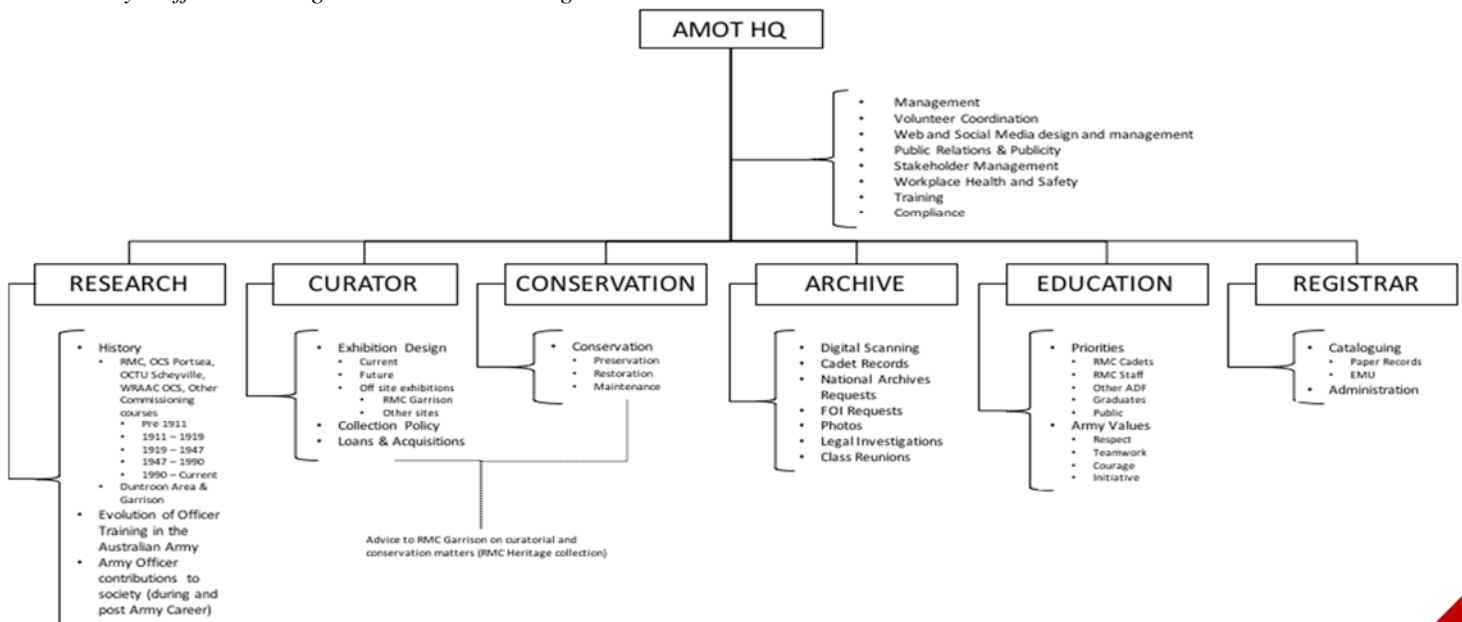 AMOT HQ
• Management
• Volunteer Coordination
• Web and Social Media design and management
• Public Relations & Publicity
• Stakeholder Management
• Workplace Health and Safety
• Training
• Compliance
RESEARCH
• History
• RMC, OCS Portsea,
OCTU Scheyville,
WRAAC OCS, Other
Commissioning
courses
• Pre 1911
• 1911 – 1919
• 1919 – 1947
• 1947 – 1990
• 1990 – Current
• Duntroon Area &
Garrison
• Evolution of Officer
Training in the
Australian Army
• Army Officer
contributions to
society (during and
post Army Career)
CURATOR
• Exhibition Design
• Current
• Future
• Off site exhibitions
• RMC Garrison
• Other sites
• Collection Policy
• Loans & Acquisitions
CONSERVATION
• Conservation
• Preservation
• Restoration
• Maintenance
Advice to RMC Garrison on curatorial and
conservation matters (RMC Heritage collection)
ARCHIVE
• Digital Scanning
• Cadet Records
• National Archives
Requests
• FOI Requests
• Photos
• Legal Investigations
• Class Reunions
EDUCATION
• Priorities
• RMC Cadets
• RMC Staff
• Other ADF
• Graduates
• Public
• Army Values
• Respect
• Teamwork
• Courage
• Initiative
REGISTRAR
• Cataloguing
• Paper Records
• EMU
• Administration